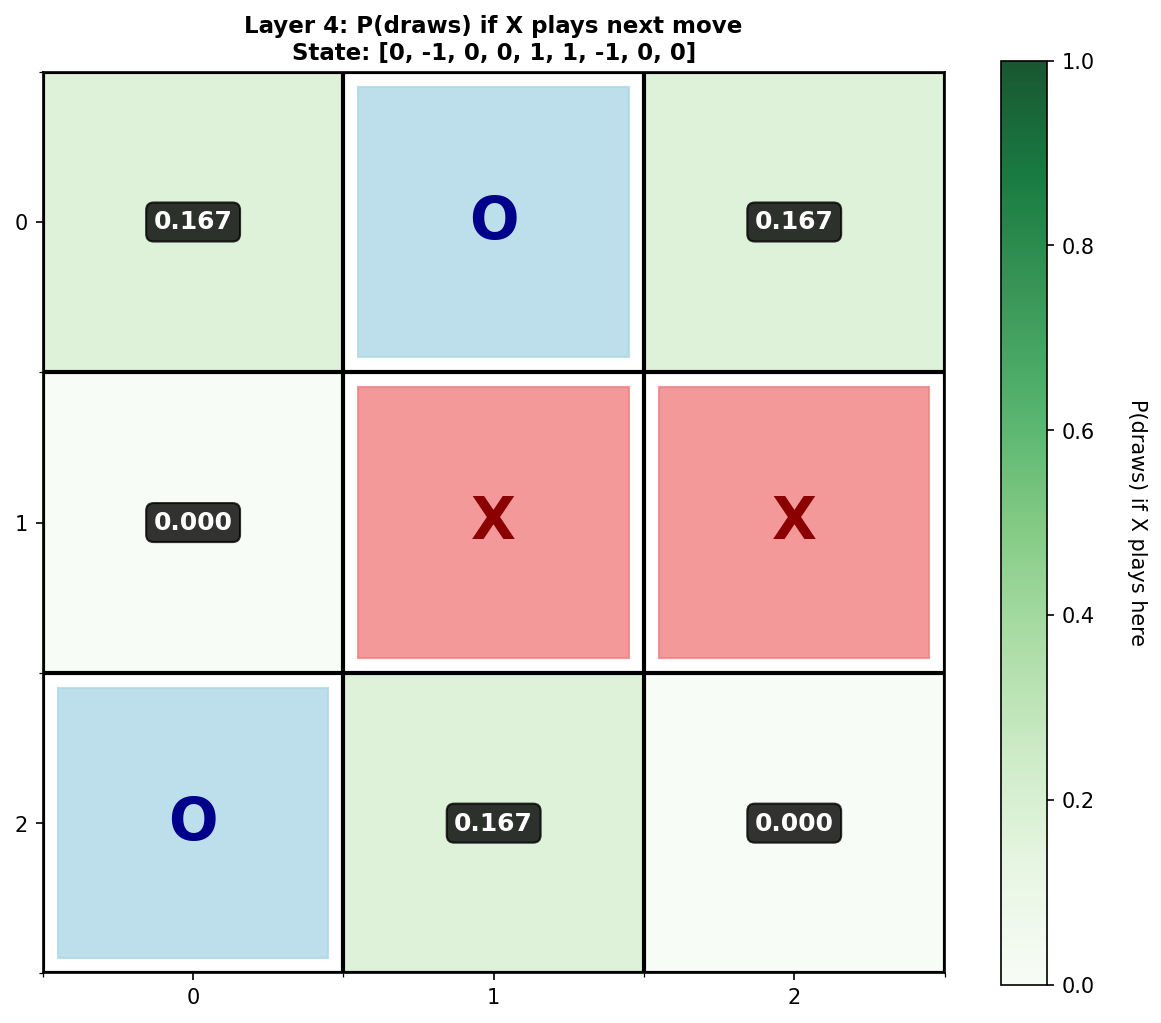 Layer 4: P(draws) if X plays next move
State: [0, -1, 0, 0, 1, 1, -1, 0, 0]
0.167
O
0.167
0.000
X
X
O
0.167
0.000
0
1
2
0
1
2
1.0
0.8
0.6
0.4
0.2
0.0
P(draws) if X plays here